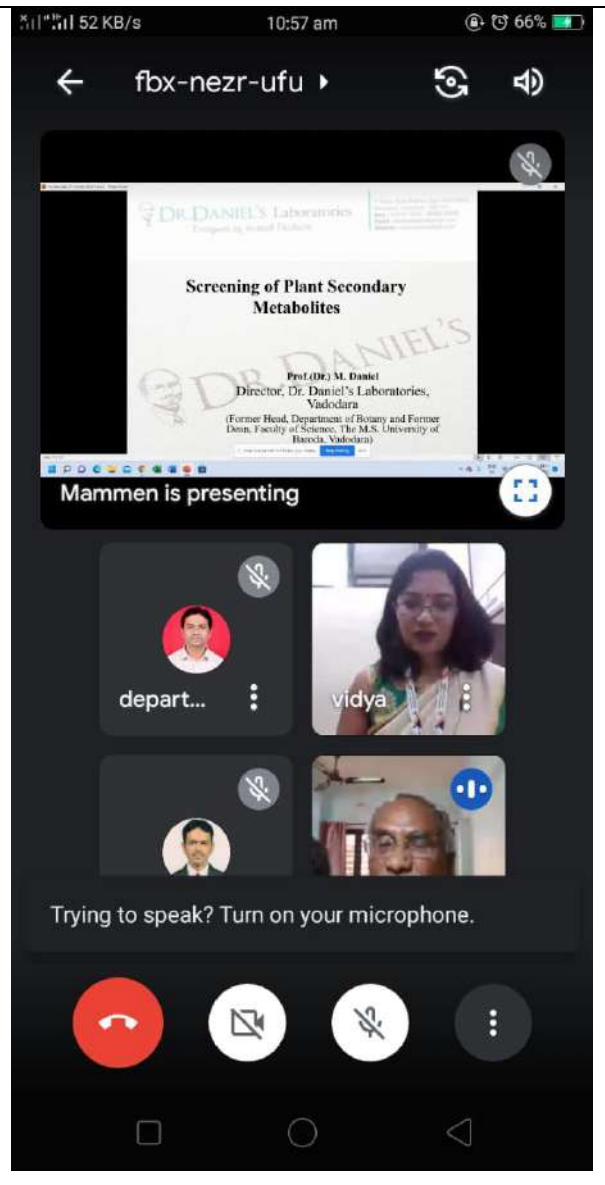 52 KB/s 10:57 am 66%
fbx-nezr-ufu
DR. DANIEL'S Laboratories
Screening of Plant Secondary
Metabolites
DR. DANIEL'S
Prof.(Dr.) M. Daniel
Director, Dr. Daniel's Laboratories,
Vadodara
(Former Head, Department of Botany and Former
Dean, Faculty of Science, The M.S. University of
Baroda, Vadodara)
Mammen is presenting
depart...
vidya
Trying to speak? Turn on your microphone.